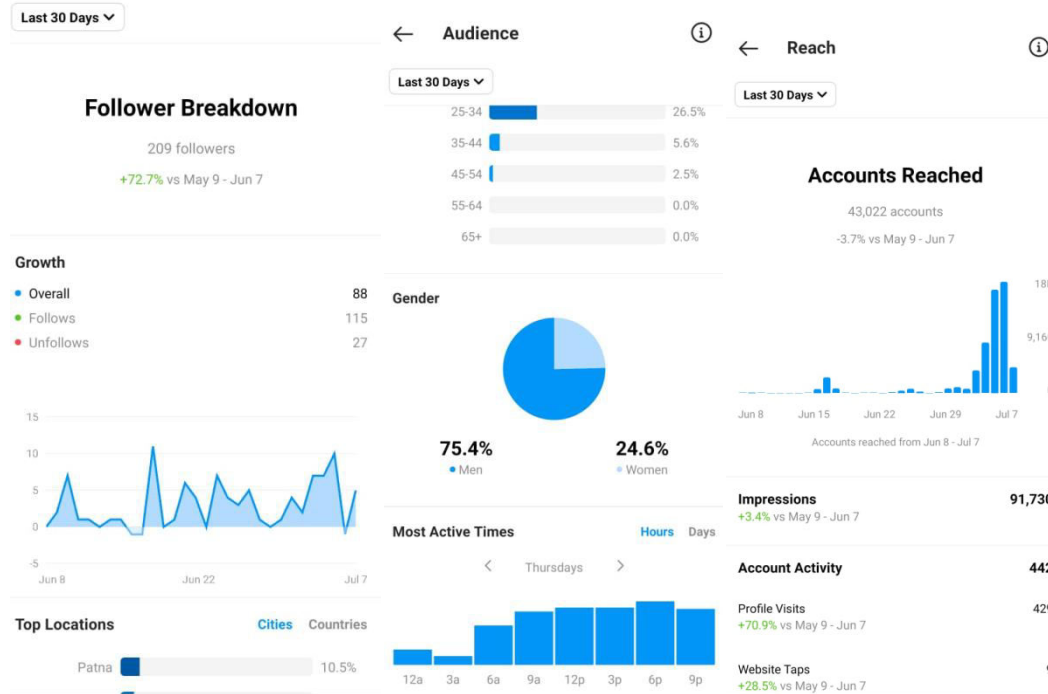 Last 30 Days
Follower Breakdown
209 followers
+72.7% vs May 9 - Jun 7
Growth
Overall 88
Follows 115
Unfollows 27
15
10
5
0
-5
Jun 8 Jun 22 Jul 7
Top Locations Cities Countries
Patna 10.5%
Audience
Last 30 Days
25-34 26.5%
35-44 5.6%
45-54 2.5%
55-64 0.0%
65+ 0.0%
Gender
75.4% 24.6%
Men Women
Most Active Times Hours Days
Thursdays
12a 3a 6a 9a 12p 3p 6p 9p
Reach
Last 30 Days
Accounts Reached
43,022 accounts
-3.7% vs May 9 - Jun 7
Jun 8 Jun 15 Jun 22 Jun 29 Jul 7
Accounts reached from Jun 8 - Jul 7
Impressions 91,730
+3.4% vs May 9 - Jun 7
Account Activity 442
Profile Visits
+70.9% vs May 9 - Jun 7
Website Taps
+28.5% vs May 9 - Jun 7